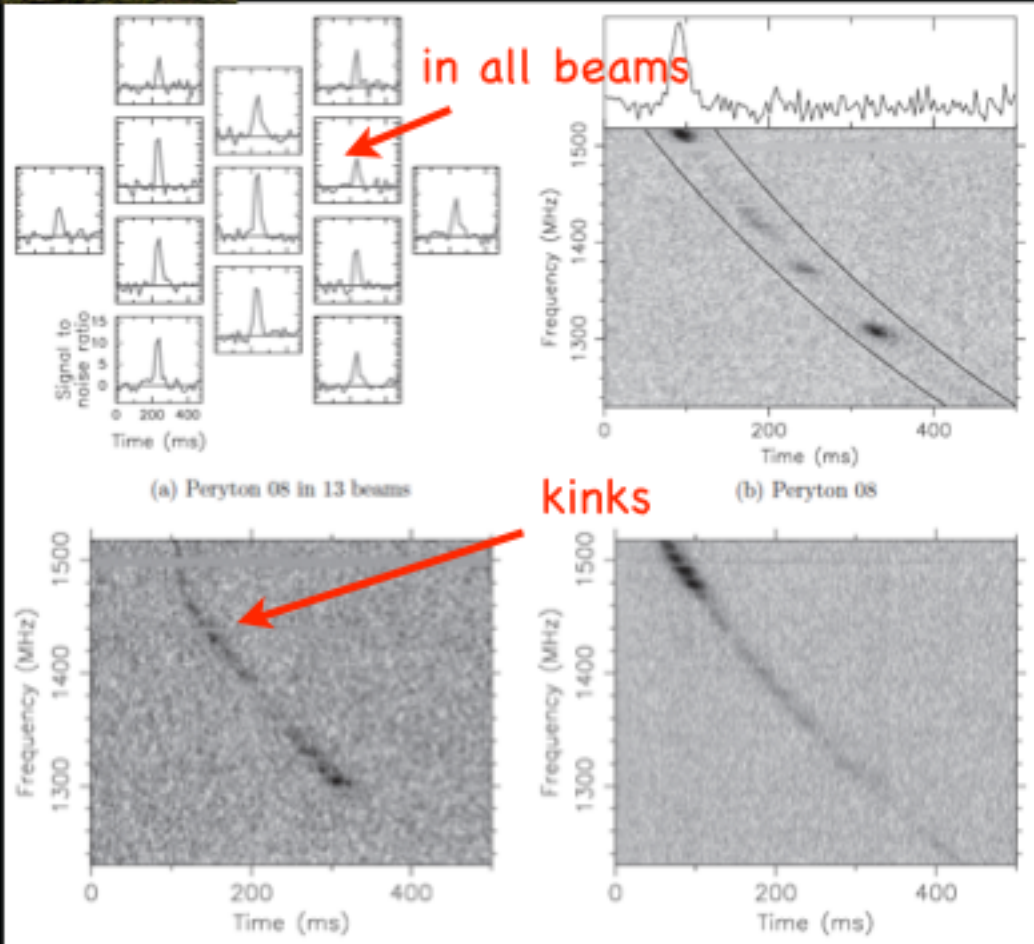 in all beams
Signal to
noise ratio
15
10
5
0
0 200 400
Time (ms)
(a) Peryton 08 in 13 beams
Frequency (MHz)
1500
1400
1300
0 200 400
Time (ms)
(b) Peryton 08
kinks
Frequency (MHz)
1500
1400
1300
0 200 400
Time (ms)
Frequency (MHz)
1500
1400
1300
0 200 400
Time (ms)